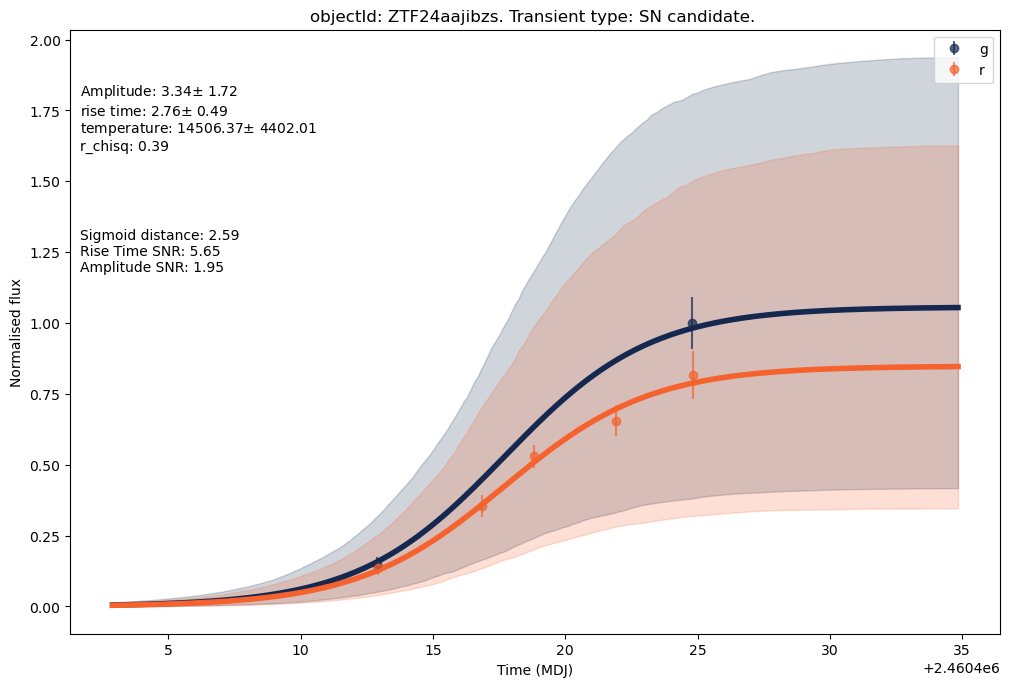 objectId: ZTF24aajibzs. Transient type: SN candidate.
2.00
1.75
1.50
1.25
1.00
0.75
0.50
0.25
0.00
Normalised flux
Amplitude: 3.34± 1.72
rise time: 2.76± 0.49
temperature: 14506.37± 4402.01
r_chisq: 0.39
Sigmoid distance: 2.59
Rise Time SNR: 5.65
Amplitude SNR: 1.95
g
r
5 10 15 20 25 30 35
Time (MDJ)
+2.4604e6